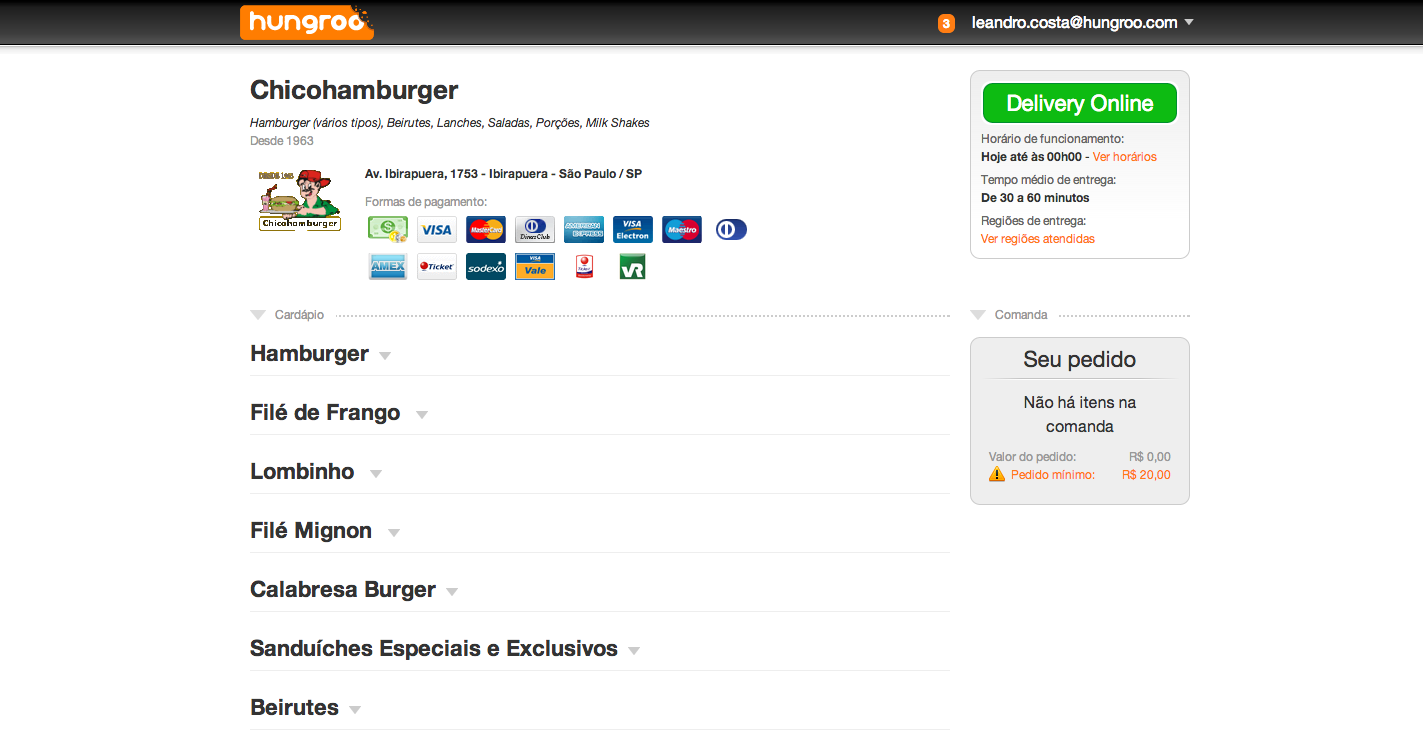 hungroo
3 leandro.costa@hungroo.com
Chicohamburger
Hamburger (vários tipos), Beirutes, Lanches, Saladas, Porções, Milk Shakes
Desde 1963
DESDE 1963
Chicohamburger
Av. Ibirapuera, 1753 - Ibirapuera - São Paulo / SP
Formas de pagamento:
VISA
MasterCard
Diners Club
AMERICAN EXPRESS
VISA Electron
Maestro
AMEX
Ticket
sodexo
VISA Vale
Ticket
VR
Delivery Online
Horário de funcionamento:
Hoje até às 00h00 - Ver horários
Tempo médio de entrega:
De 30 a 60 minutos
Regiões de entrega:
Ver regiões atendidas
Cardápio
Hamburger
Filé de Frango
Lombinho
Filé Mignon
Calabresa Burger
Sanduíches Especiais e Exclusivos
Beirutes
Comanda
Seu pedido
Não há itens na
comanda
Valor do pedido: R$ 0,00
Pedido mínimo: R$ 20,00